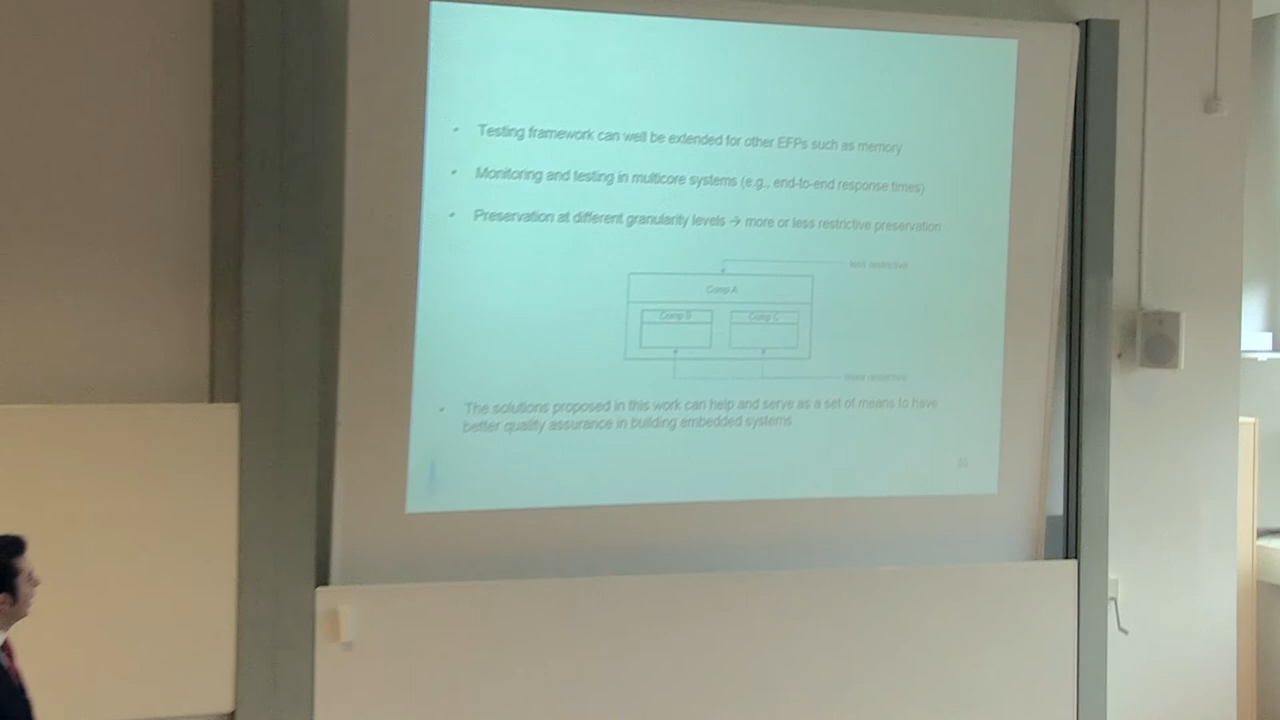 Testing framework can well be extended for other EFPs such as memory
Monitoring and testing in multicore systems (e.g., end-to-end response times)
Preservation at different granularity levels → more or less restrictive preservation
less restrictive
Comp A
Comp B
Comp C
more restrictive
The solutions proposed in this work can help and serve as a set of means to have
better quality assurance in building embedded systems